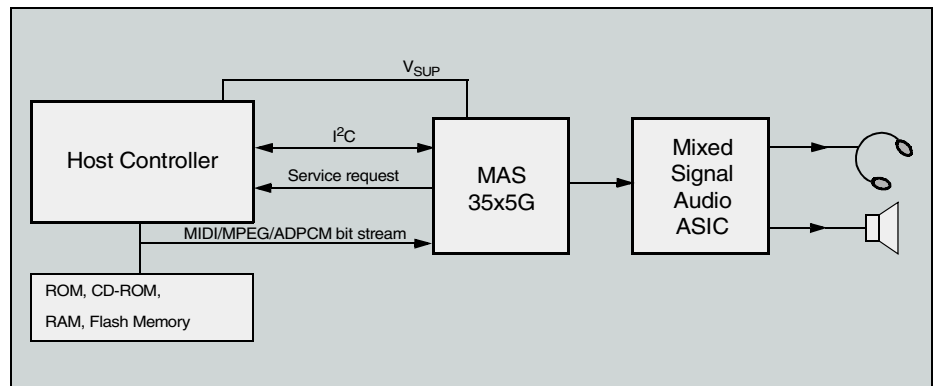 V_SUP
Host Controller
I²C
Service request
MIDI/MPEG/ADPCM bit stream
ROM, CD-ROM,
RAM, Flash Memory
MAS
35x5G
Mixed
Signal
Audio
ASIC